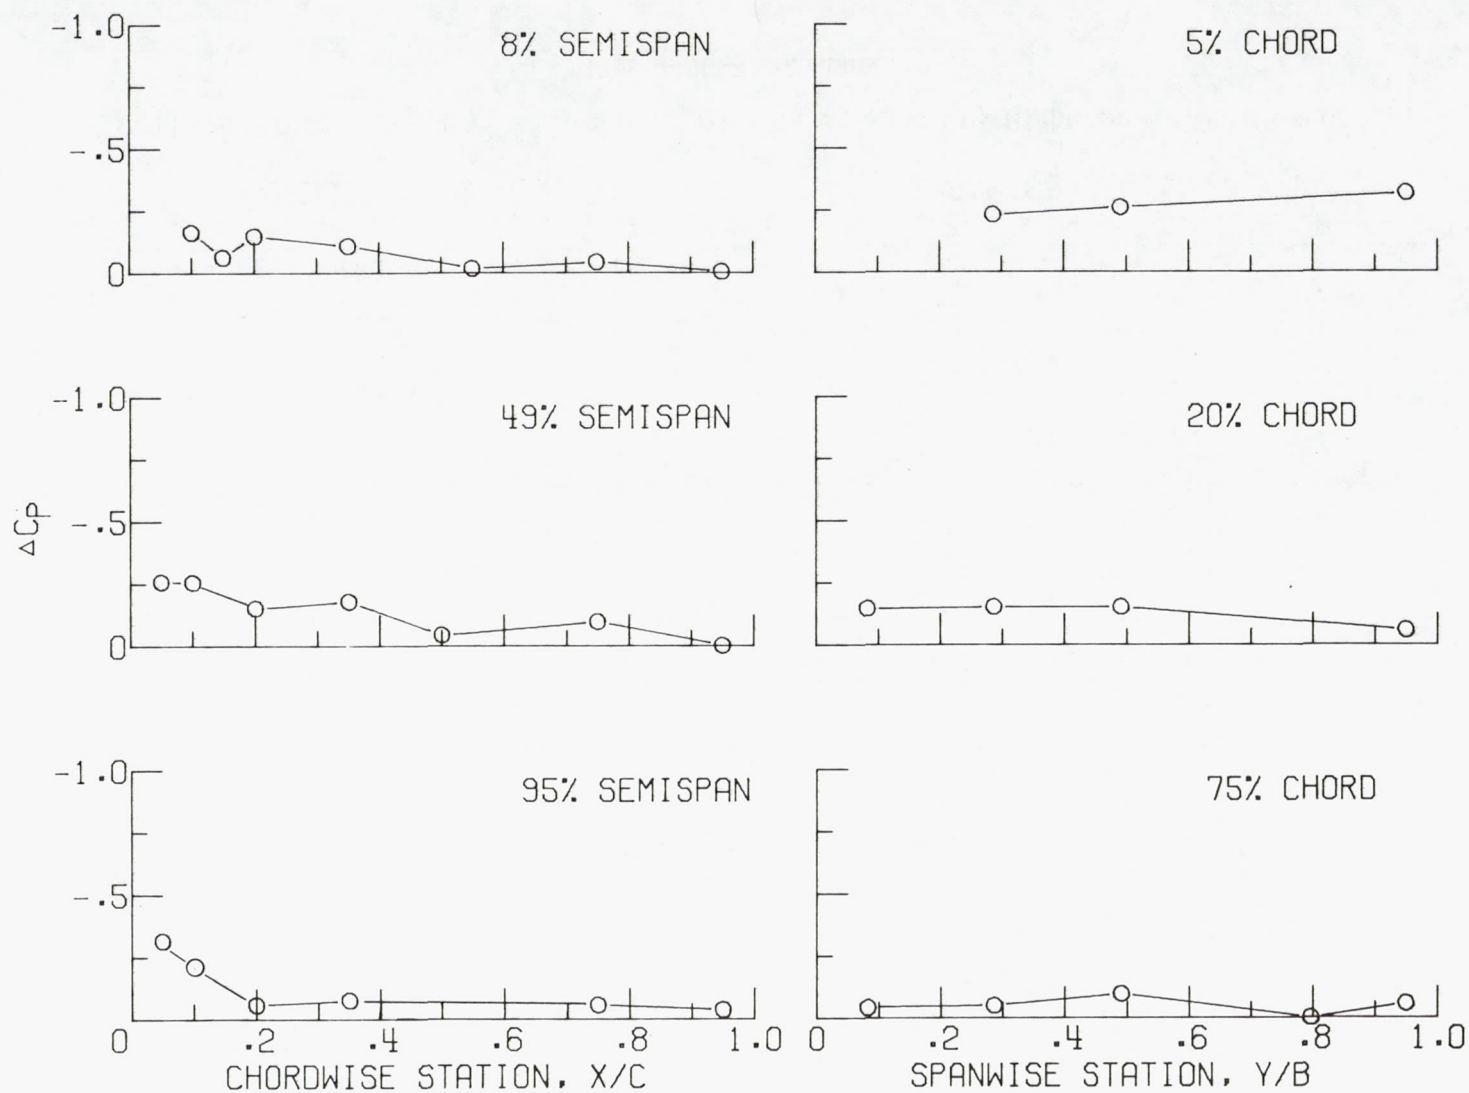 8% SEMISPAN
-1.0
-.5
0
5% CHORD
49% SEMISPAN
-1.0
-.5
0
ΔCp
20% CHORD
95% SEMISPAN
-1.0
-.5
0 .2 .4 .6 .8 1.0
CHORDWISE STATION, X/C
75% CHORD
0 .2 .4 .6 .8 1.0
SPANWISE STATION, Y/B